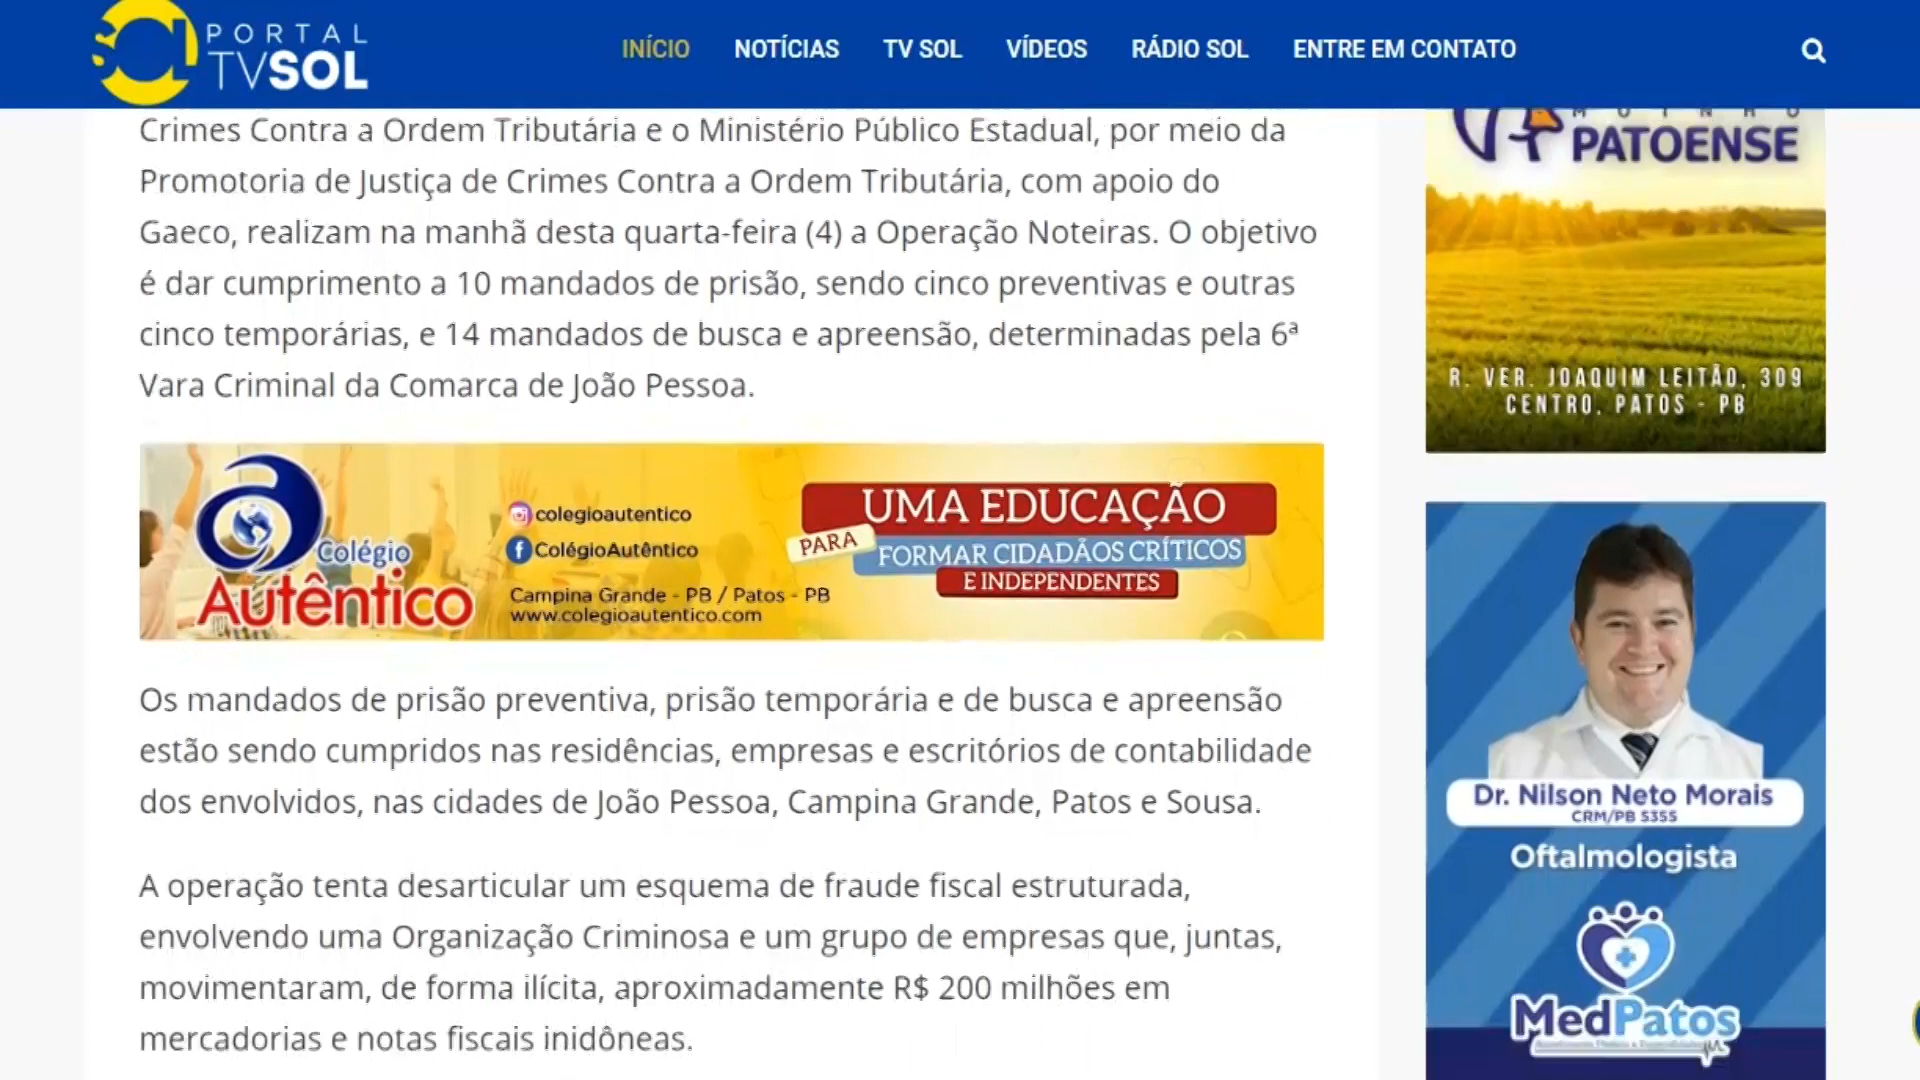 PORTAL
TVSOL
INÍCIO NOTÍCIAS TV SOL VÍDEOS RÁDIO SOL ENTRE EM CONTATO
Crimes Contra a Ordem Tributária e o Ministério Público Estadual, por meio da
Promotoria de Justiça de Crimes Contra a Ordem Tributária, com apoio do
Gaeco, realizam na manhã desta quarta-feira (4) a Operação Noteiras. O objetivo
é dar cumprimento a 10 mandados de prisão, sendo cinco preventivas e outras
cinco temporárias, e 14 mandados de busca e apreensão, determinadas pela 6ª
Vara Criminal da Comarca de João Pessoa.
Colégio
Autêntico
colegioautentico
ColégioAutêntico
Campina Grande - PB / Patos - PB
www.colegioautentico.com
UMA EDUCAÇÃO
PARA
FORMAR CIDADÃOS CRÍTICOS
E INDEPENDENTES
Os mandados de prisão preventiva, prisão temporária e de busca e apreensão
estão sendo cumpridos nas residências, empresas e escritórios de contabilidade
dos envolvidos, nas cidades de João Pessoa, Campina Grande, Patos e Sousa.
A operação tenta desarticular um esquema de fraude fiscal estruturada,
envolvendo uma Organização Criminosa e um grupo de empresas que, juntas,
movimentaram, de forma ilícita, aproximadamente R$ 200 milhões em
mercadorias e notas fiscais inidôneas.
PATOENSE
R. VER. JOAQUIM LEITÃO, 309
CENTRO, PATOS - PB
Dr. Nilson Neto Morais
CRM/PB 5355
Oftalmologista
MedPatos